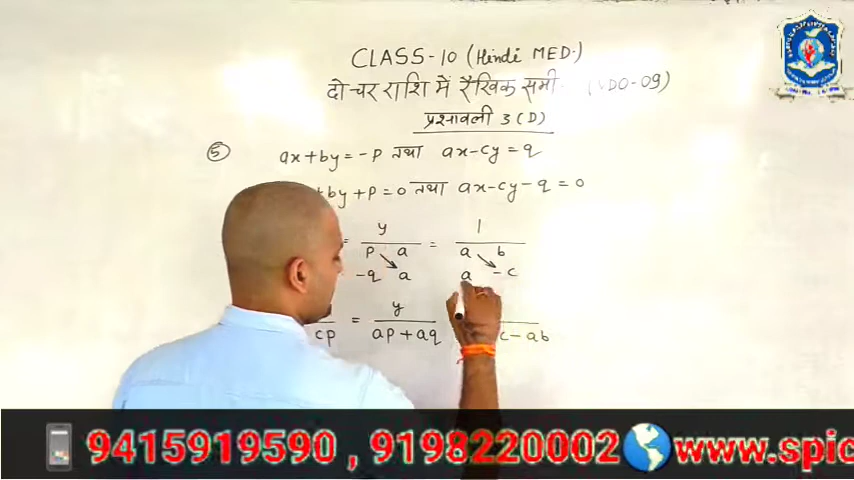 CLASS-10 (Hindi MED.)
दो चर राशि में रैखिक समी. VDO-09)
प्रश्नावली 3(D)
⑤ ax+by=-p तथा ax-cy=q
+by+p=0 तथा ax-cy-q=0
= y = 1
p a a b
-q a a -c
= y
cp ap+aq c-ab
9415919590 , 9198220002 www.spic